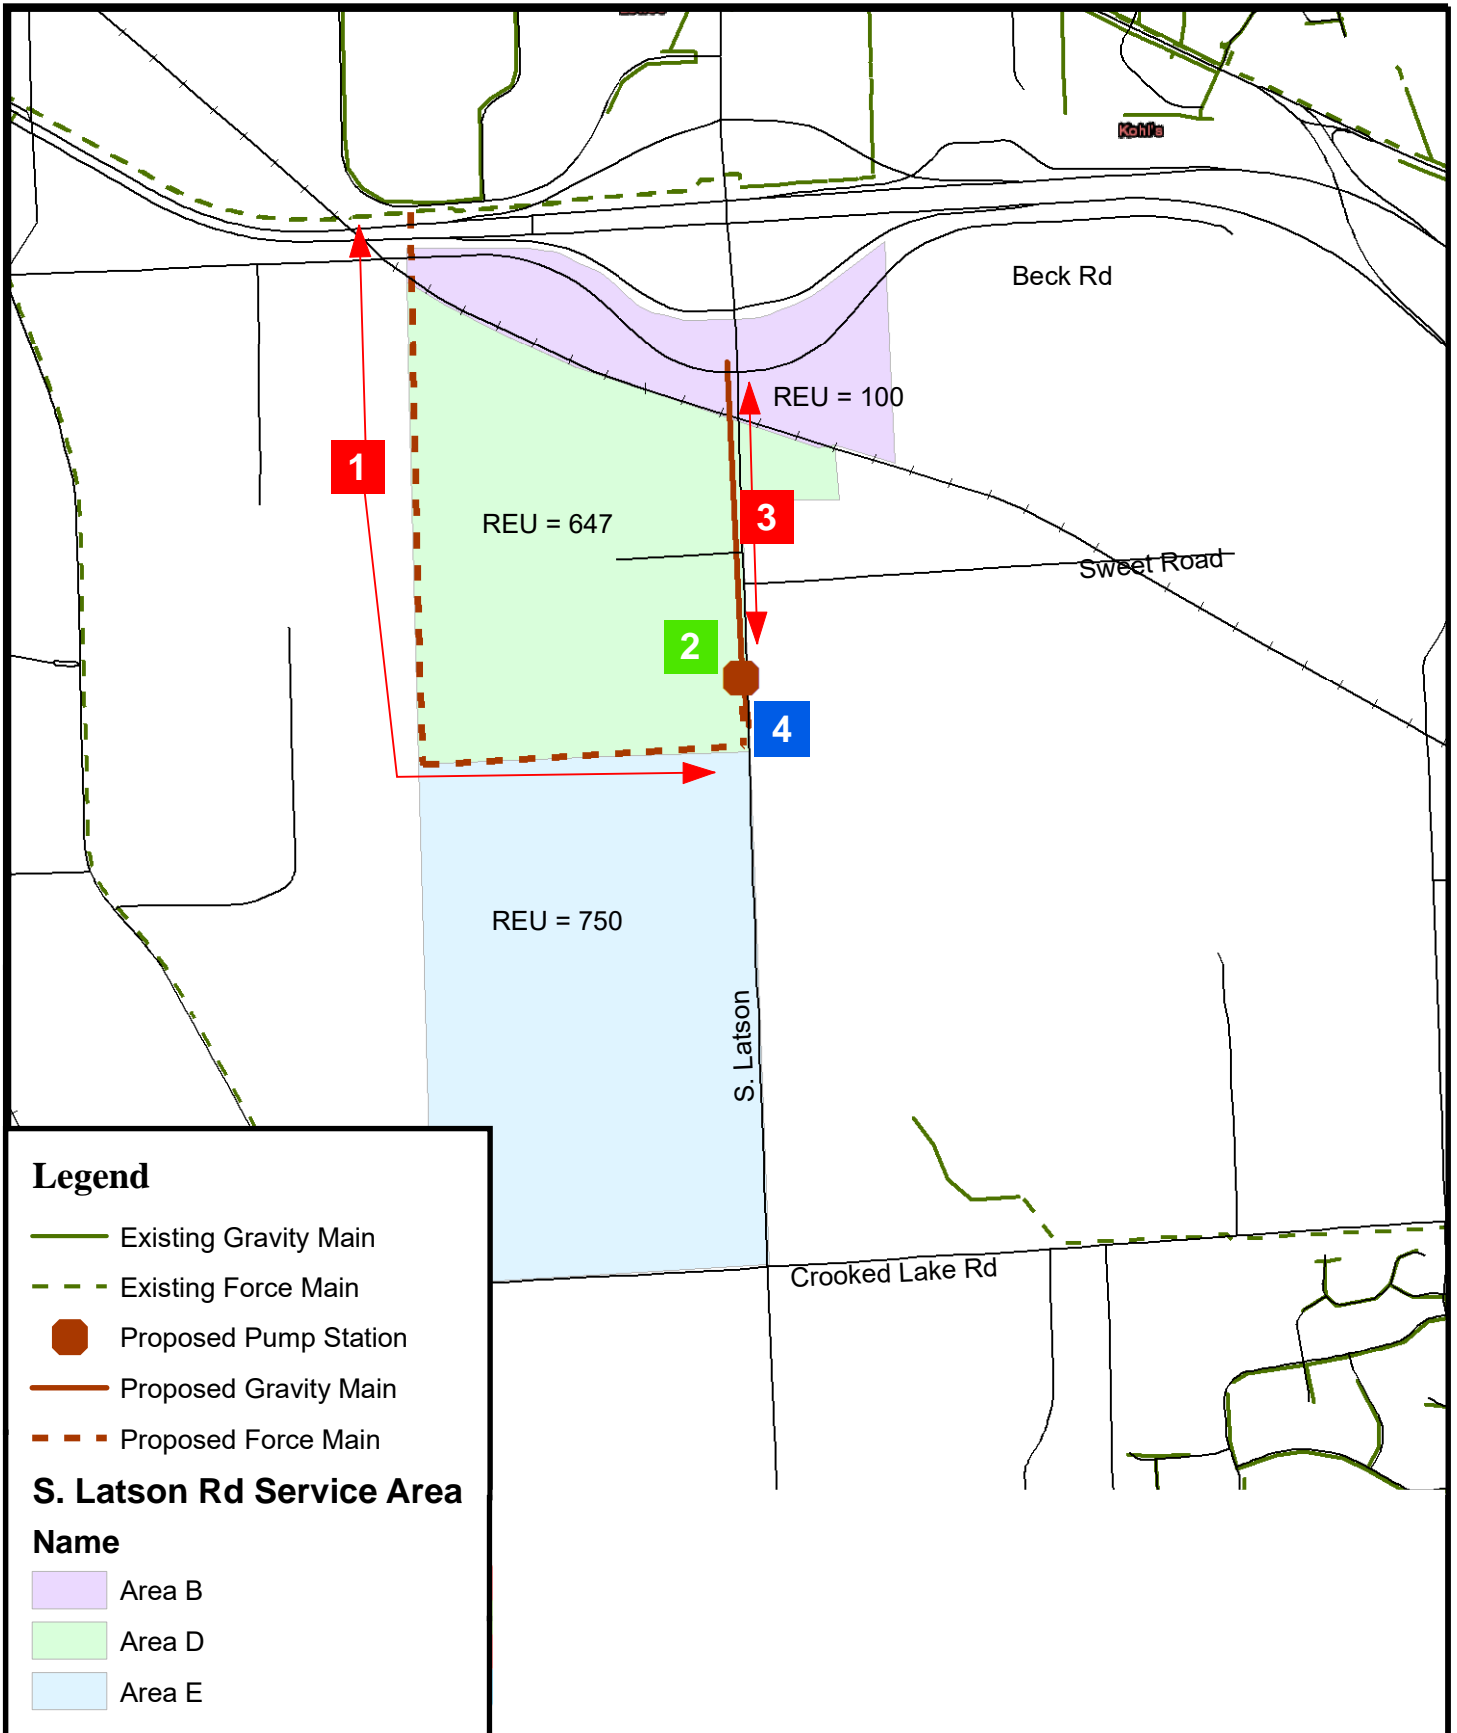 Kohl's
Beck Rd
REU = 100
1
3
REU = 647
Sweet Road
2
4
REU = 750
S. Latson
Crooked Lake Rd
Legend
Existing Gravity Main
Existing Force Main
Proposed Pump Station
Proposed Gravity Main
Proposed Force Main
S. Latson Rd Service Area
Name
Area B
Area D
Area E